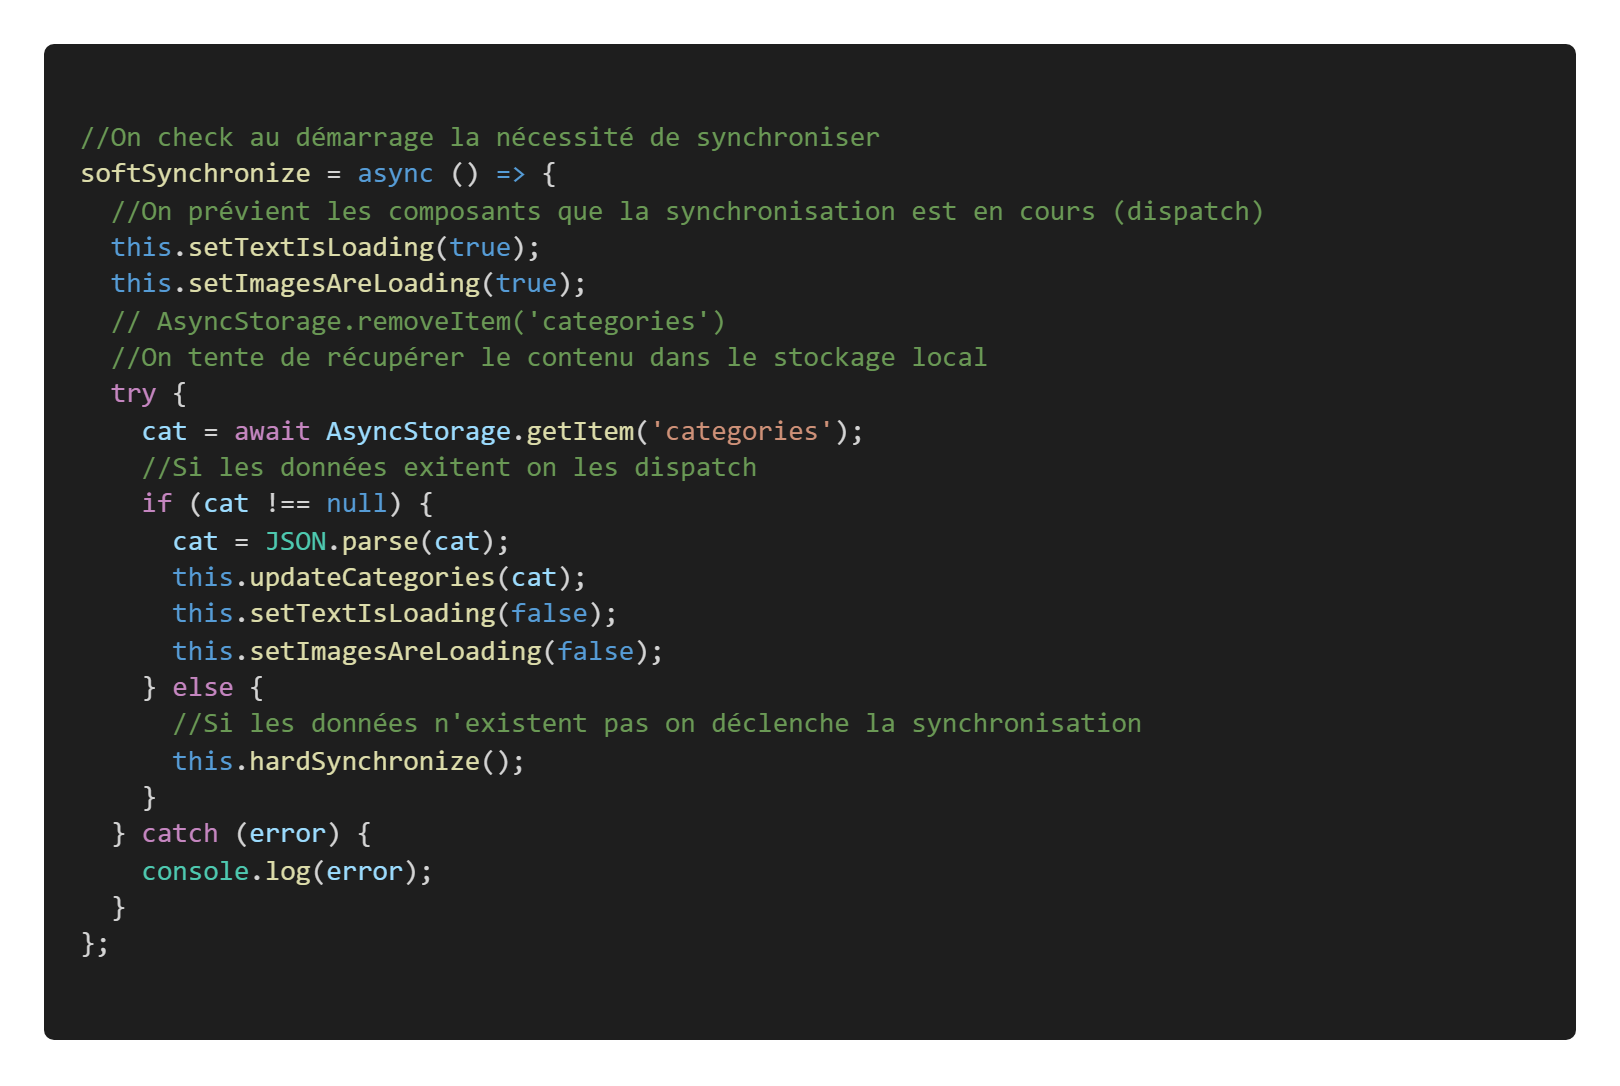 //On check au démarrage la nécessité de synchroniser
softSynchronize = async () => {
  //On prévient les composants que la synchronisation est en cours (dispatch)
  this.setTextIsLoading(true);
  this.setImagesAreLoading(true);
  // AsyncStorage.removeItem('categories')
  //On tente de récupérer le contenu dans le stockage local
  try {
    cat = await AsyncStorage.getItem('categories');
    //Si les données exitent on les dispatch
    if (cat !== null) {
      cat = JSON.parse(cat);
      this.updateCategories(cat);
      this.setTextIsLoading(false);
      this.setImagesAreLoading(false);
    } else {
      //Si les données n'existent pas on déclenche la synchronisation
      this.hardSynchronize();
    }
  } catch (error) {
    console.log(error);
  }
};